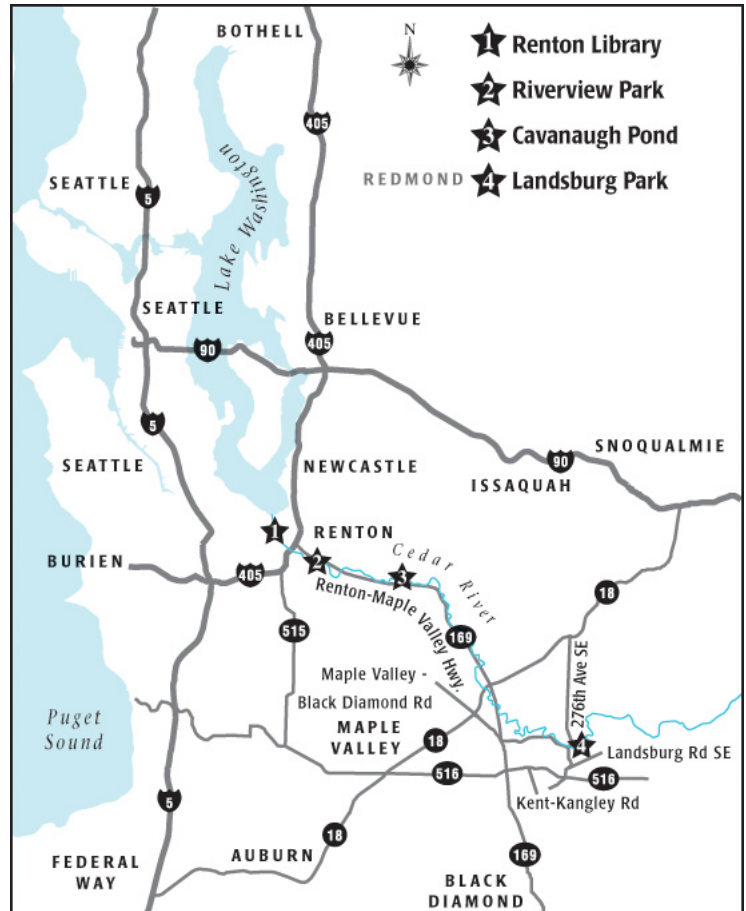 BOTHELL
N
1 Renton Library
2 Riverview Park
3 Cavanaugh Pond
4 Landsburg Park
405
REDMOND
SEATTLE
5
Lake Washington
SEATTLE
BELLEVUE
90
405
5
SEATTLE
NEWCASTLE
SNOQUALMIE
90
ISSAQUAH
1
RENTON
2
3
Cedar River
BURIEN
405
Renton-Maple Valley Hwy.
18
515
169
276th Ave SE
Maple Valley -
Black Diamond Rd
Puget
Sound
MAPLE
VALLEY
18
4
Landsburg Rd SE
516
516
Kent-Kangley Rd
5
18
169
FEDERAL
WAY
AUBURN
BLACK
DIAMOND